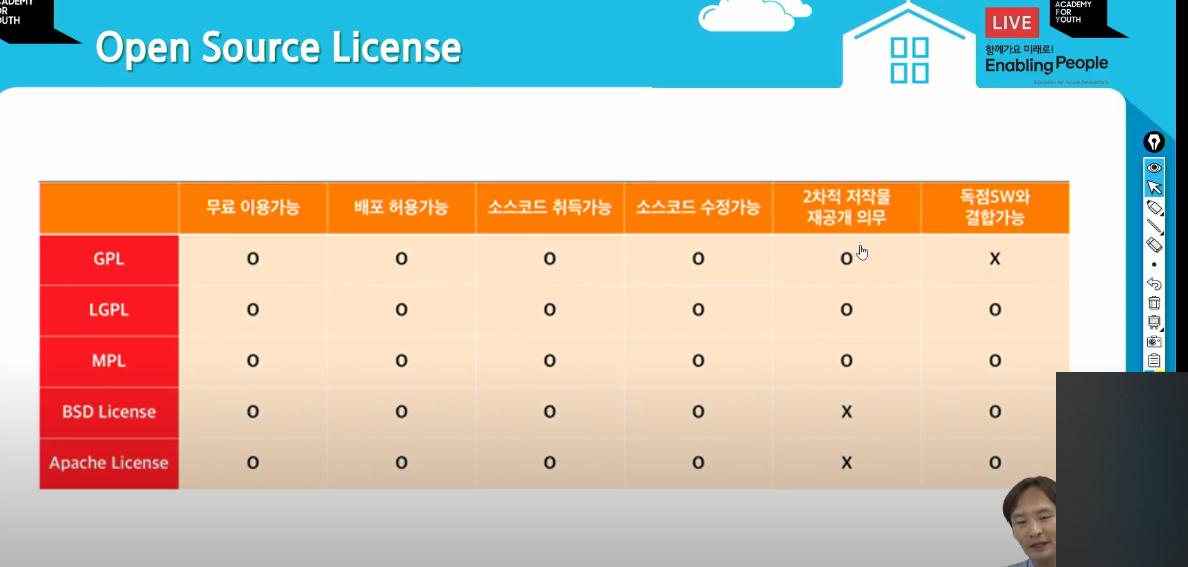 ACADEMY
OR
OUTH
Open Source License
LIVE
ACADEMY
FOR
YOUTH
함께가요 미래로!
Enabling People
무료 이용가능 배포 허용가능 소스코드 취득가능 소스코드 수정가능 2차적 저작물 독점SW와
재공개 의무 결합가능
GPL O O O O O X
LGPL O O O O O O
MPL O O O O O O
BSD License O O O O X O
Apache License O O O O X O